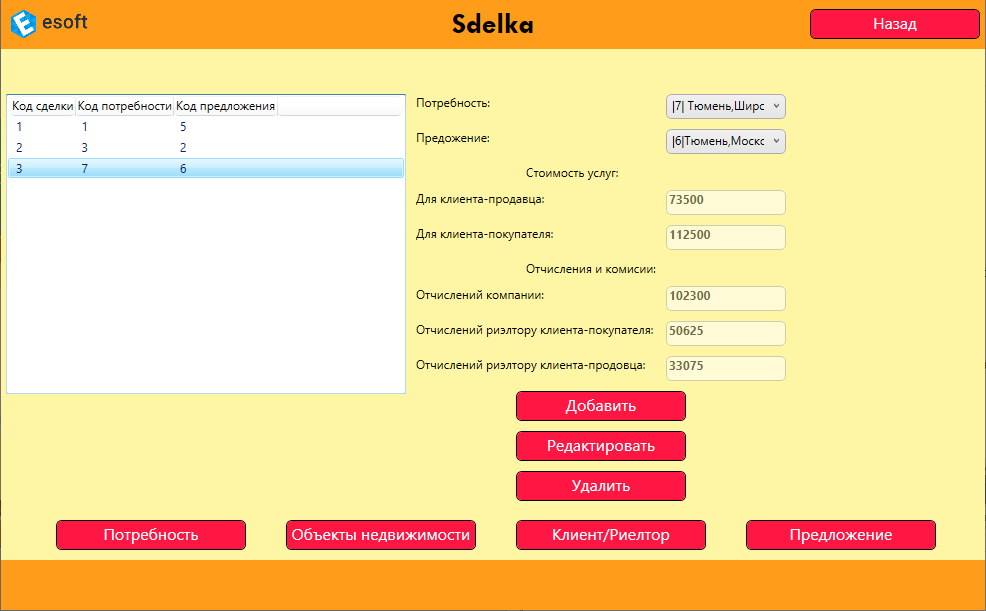 esoft
Sdelka
Назад
Код сделки Код потребности Код предложения
1 1 5
2 3 2
3 7 6
Потребность:
|7| Тюмень,Широ
Предожение:
|6|Тюмень,Моско
Стоимость услуг:
Для клиента-продавца:
73500
Для клиента-покупателя:
112500
Отчисления и комисии:
Отчислений компании:
102300
Отчислений риэлтору клиента-покупателя:
50625
Отчислений риэлтору клиента-продовца:
33075
Добавить
Редактировать
Удалить
Потребность
Объекты недвижимости
Клиент/Риелтор
Предложение